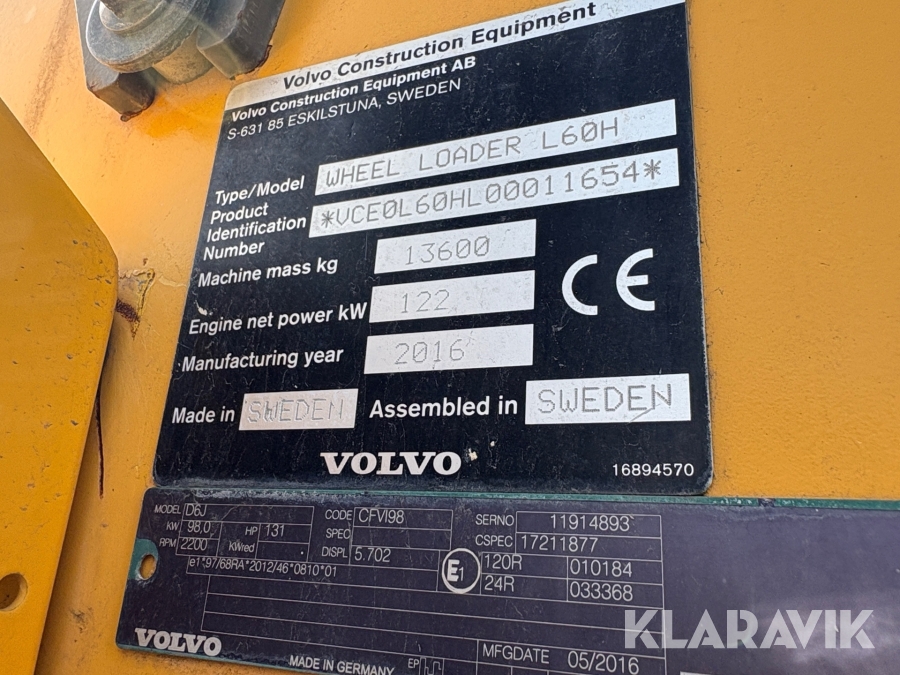 Volvo Construction Equipment
Volvo Construction Equipment AB
S-631 85 ESKILSTUNA, SWEDEN
Type/Model WHEEL LOADER L60H
Product
Identification *VCE0L60HL00011654*
Number
Machine mass kg 13600
Engine net power kW 122
Manufacturing year 2016
CE
Made in SWEDEN Assembled in SWEDEN
VOLVO 16894570
MODEL D6J CODE CFVI98 SERNO 11914893
KW 98,0 HP 131 SPEC CSPEC 17211877
RPM 2200 KWred DISPL 5.702 E1 120R 010184
e1*97/68RA*2012/46*0810*01 24R 033368
VOLVO MADE IN GERMANY EP MFGDATE 05/2016
KLARAVIK